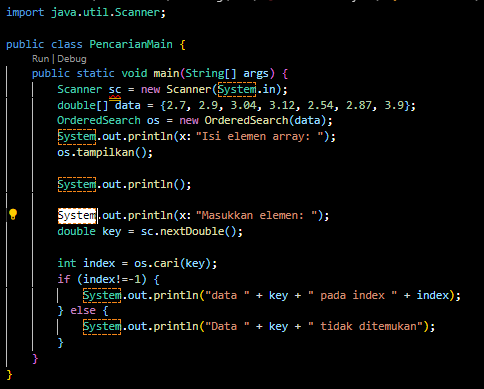 import java.util.Scanner;
public class PencarianMain {
Run | Debug
public static void main(String[] args) {
Scanner sc = new Scanner(System.in);
double[] data = {2.7, 2.9, 3.04, 3.12, 2.54, 2.87, 3.9};
OrderedSearch os = new OrderedSearch(data);
System.out.println(x: "Isi elemen array: ");
os.tampilkan();
System.out.println();
System.out.println(x: "Masukkan elemen: ");
double key = sc.nextDouble();
int index = os.cari(key);
if (index!=-1) {
System.out.println("data " + key + " pada index " + index);
} else {
System.out.println("Data " + key + " tidak ditemukan");
}
}
}